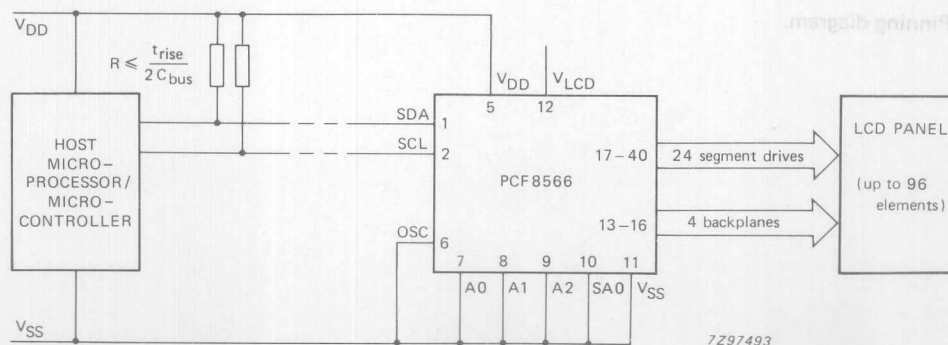 Pinning diagram.
VDD
R ≤ trise / 2 Cbus
VDD
VLCD
5
12
HOST
MICRO-
PROCESSOR/
MICRO-
CONTROLLER
SDA
1
SCL
2
PCF8566
17–40
24 segment drives
13–16
4 backplanes
LCD PANEL
(up to 96
elements)
OSC
6
7
8
9
10
11
A0
A1
A2
SA0
VSS
VSS
7Z97493